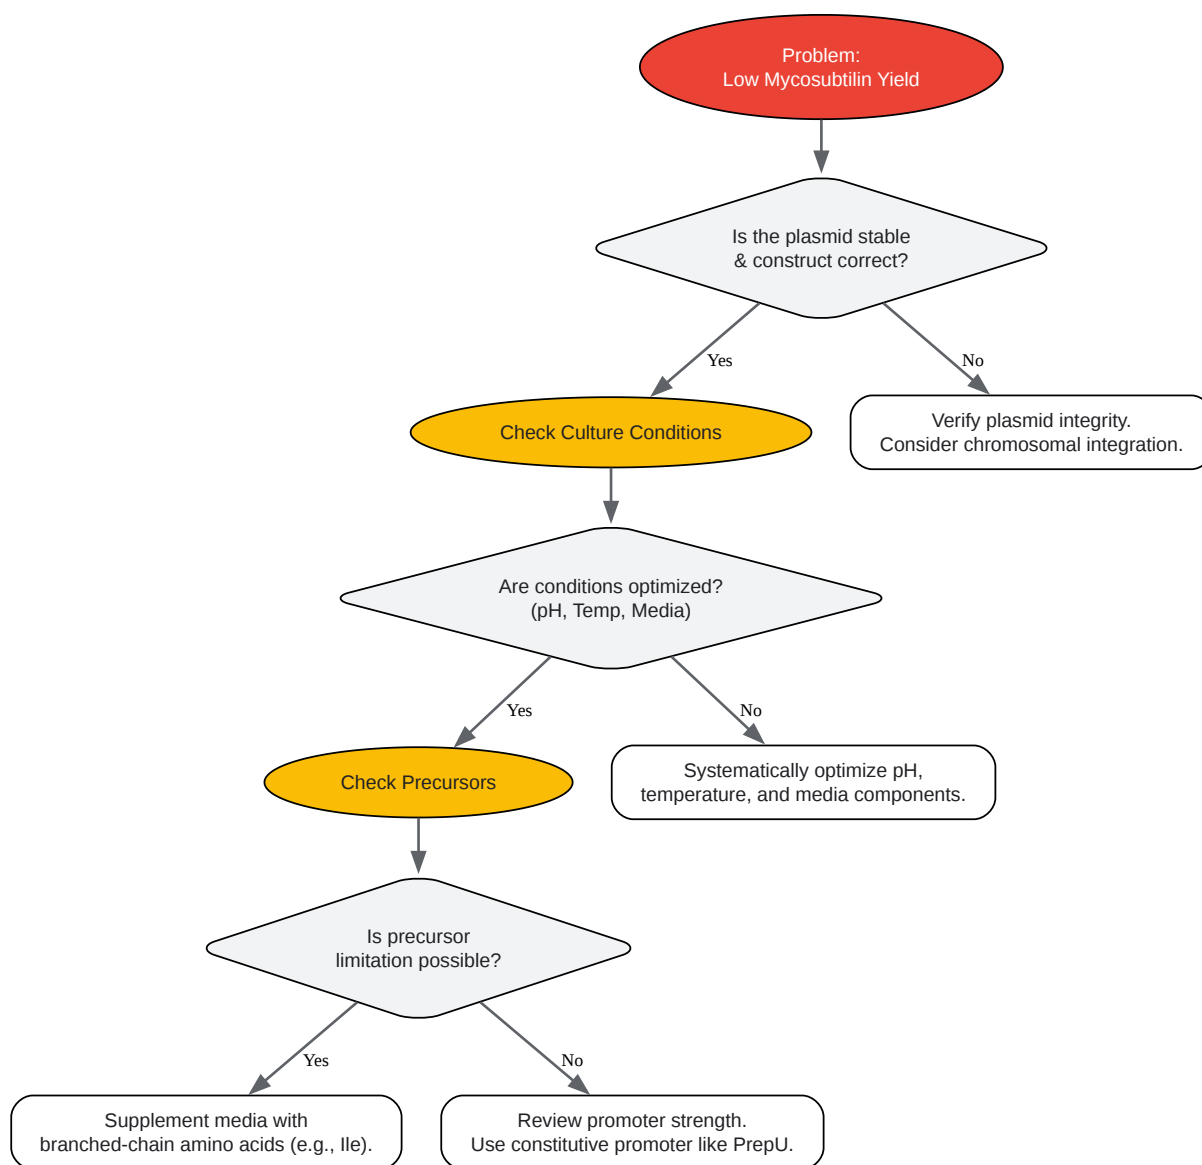 Problem:
Low Mycosubtilin Yield
Is the plasmid stable
& construct correct?
Yes
No
Check Culture Conditions
Verify plasmid integrity.
Consider chromosomal integration.
Are conditions optimized?
(pH, Temp, Media)
Yes
No
Check Precursors
Systematically optimize pH,
temperature, and media components.
Is precursor
limitation possible?
Yes
No
Supplement media with
branched-chain amino acids (e.g., Ile).
Review promoter strength.
Use constitutive promoter like PrepU.